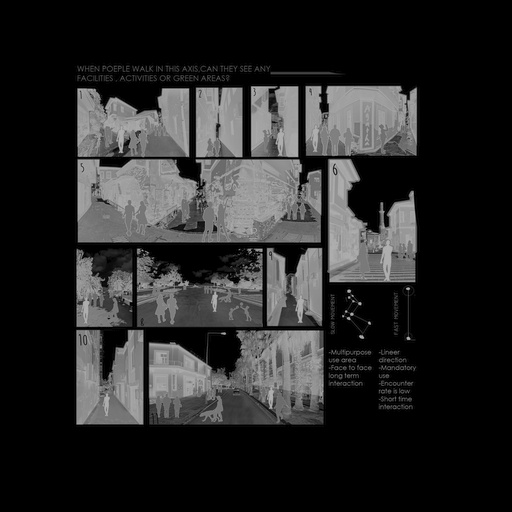 WHEN POEPLE WALK IN THIS AXIS,CAN THEY SEE ANY
FACILITIES , ACTIVITIES OR GREEN AREAS?
1
2
3
4
5
6
9
10
SLOW MOVEMENT
FAST MOVEMENT
-Multipurpose
use area
-Face to face
long term
interaction
-Lineer
direction
-Mandatory
use
-Encounter
rate is low
-Short time
interaction